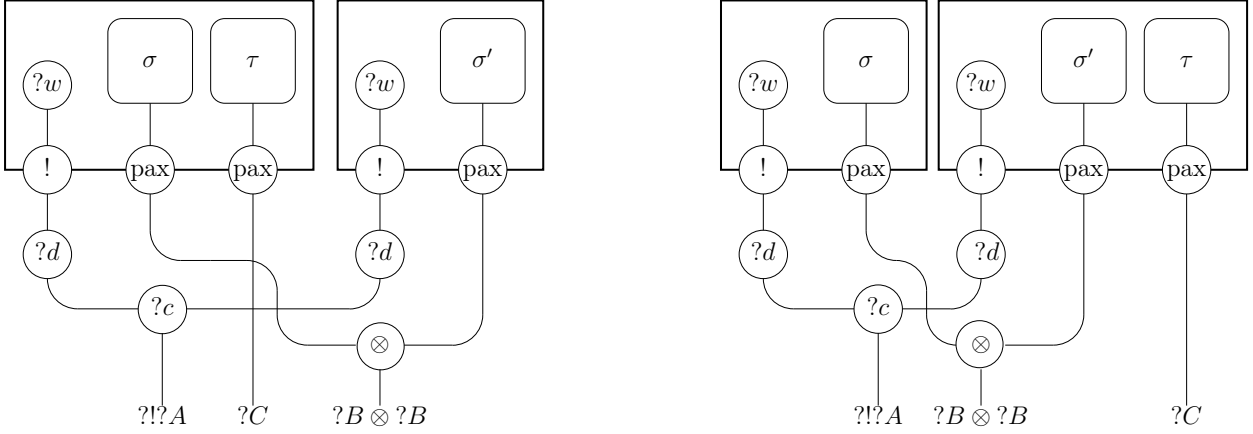 σ τ σ′ σ σ′ τ
?w ?w ?w ?w
! pax pax ! pax ! pax ! pax pax
?d ?d ?d ?d
?c ?c
⊗ ⊗
?!?A ?C ?B ⊗ ?B ?!?A ?B ⊗ ?B ?C